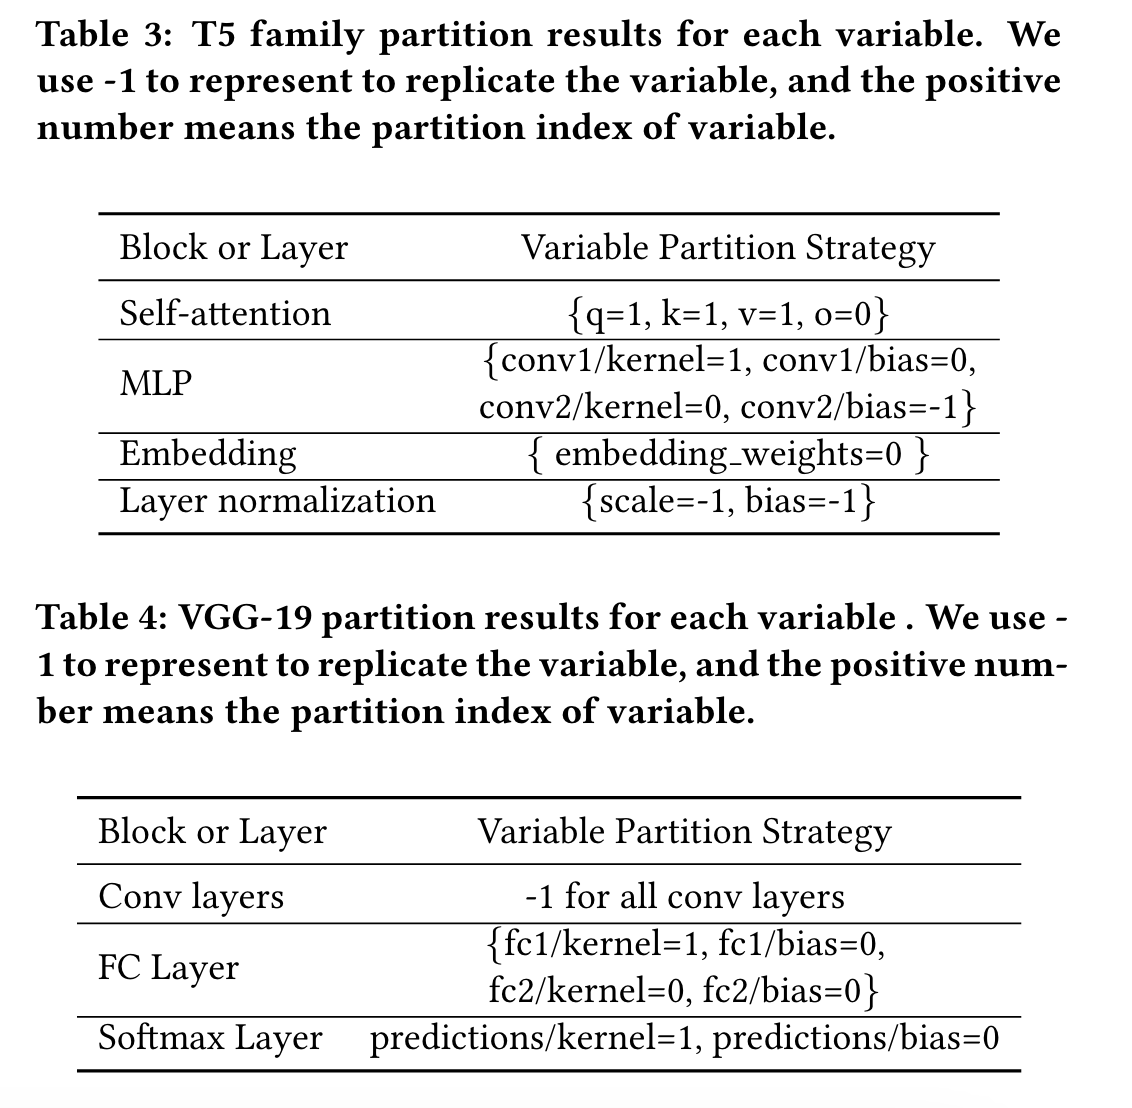 Table 3: T5 family partition results for each variable. We
use -1 to represent to replicate the variable, and the positive
number means the partition index of variable.
Block or Layer Variable Partition Strategy
Self-attention {q=1, k=1, v=1, o=0}
MLP {conv1/kernel=1, conv1/bias=0,
conv2/kernel=0, conv2/bias=-1}
Embedding { embedding_weights=0 }
Layer normalization {scale=-1, bias=-1}
Table 4: VGG-19 partition results for each variable . We use -
1 to represent to replicate the variable, and the positive num-
ber means the partition index of variable.
Block or Layer Variable Partition Strategy
Conv layers -1 for all conv layers
FC Layer {fc1/kernel=1, fc1/bias=0,
fc2/kernel=0, fc2/bias=0}
Softmax Layer predictions/kernel=1, predictions/bias=0